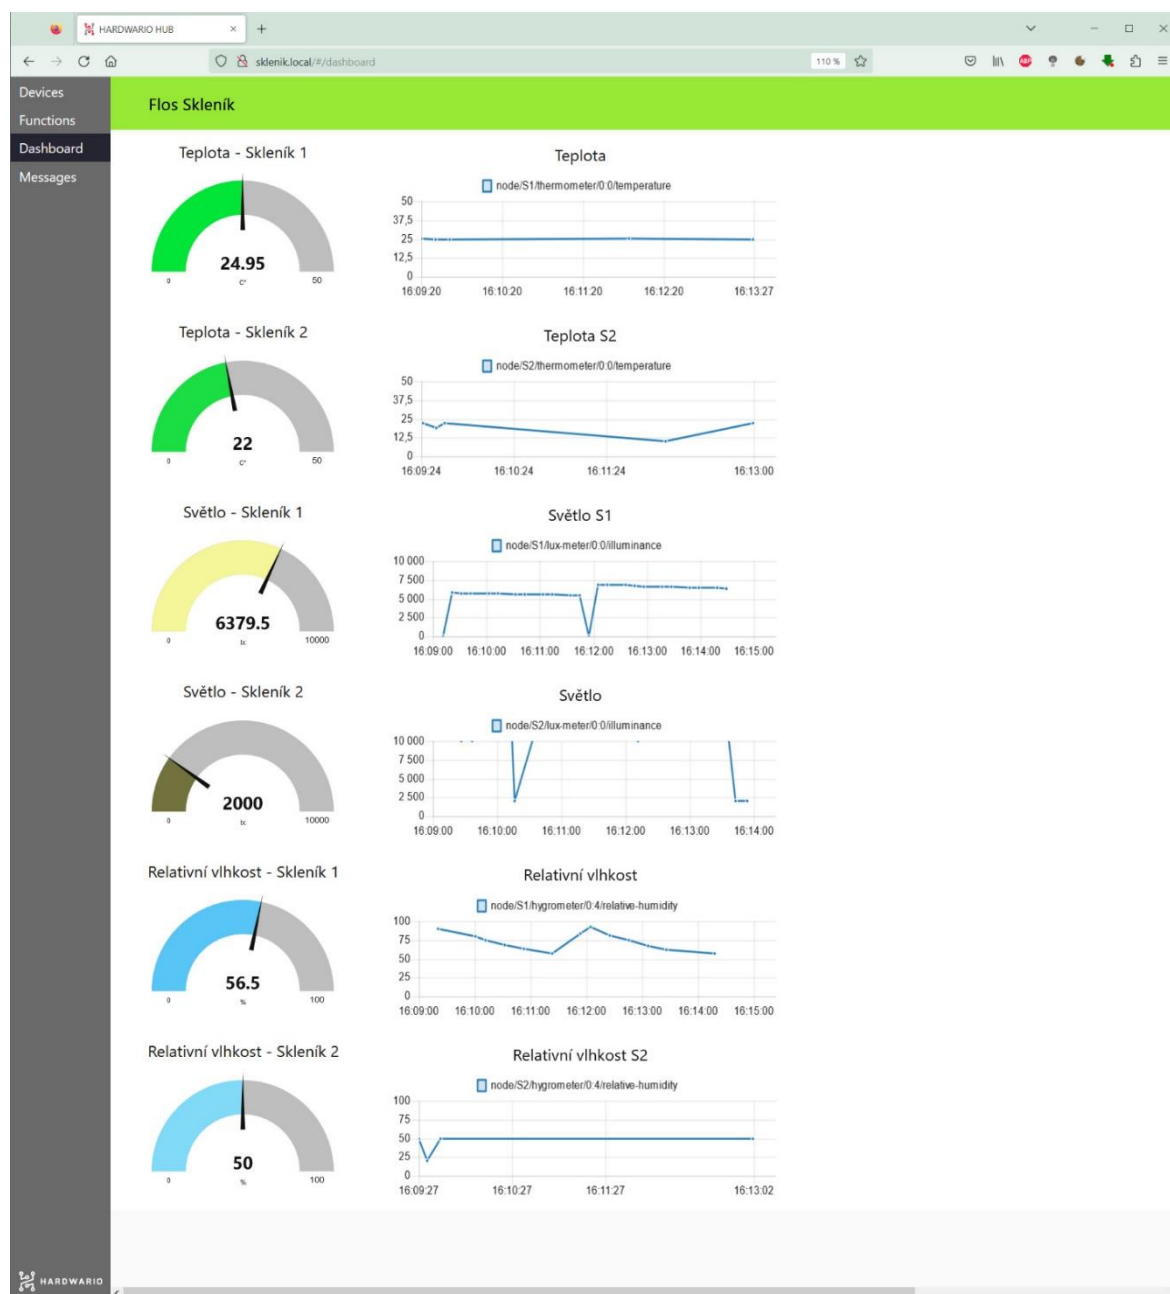 HARDWARIO HUB
sklenik.local/#/dashboard
110 %
ABP
Devices
Functions
Dashboard
Messages
Flos Skleník
Teplota - Skleník 1
24.95
C°
0
50
Teplota
node/S1/thermometer/0:0/temperature
50
37,5
25
12,5
0
16:09:20 16:10:20 16:11:20 16:12:20 16:13:27
Teplota - Skleník 2
22
C°
0
50
Teplota S2
node/S2/thermometer/0:0/temperature
50
37,5
25
12,5
0
16:09:24 16:10:24 16:11:24 16:13:00
Světlo - Skleník 1
6379.5
lx
0
10000
Světlo S1
node/S1/lux-meter/0:0/illuminance
10 000
7 500
5 000
2 500
0
16:09:00 16:10:00 16:11:00 16:12:00 16:13:00 16:14:00 16:15:00
Světlo - Skleník 2
2000
lx
0
10000
Světlo
node/S2/lux-meter/0:0/illuminance
10 000
7 500
5 000
2 500
0
16:09:00 16:10:00 16:11:00 16:12:00 16:13:00 16:14:00
Relativní vlhkost - Skleník 1
56.5
%
0
100
Relativní vlhkost
node/S1/hygrometer/0:4/relative-humidity
100
75
50
25
0
16:09:00 16:10:00 16:11:00 16:12:00 16:13:00 16:14:00 16:15:00
Relativní vlhkost - Skleník 2
50
%
0
100
Relativní vlhkost S2
node/S2/hygrometer/0:4/relative-humidity
100
75
50
25
0
16:09:27 16:10:27 16:11:27 16:13:02
HARDWARIO